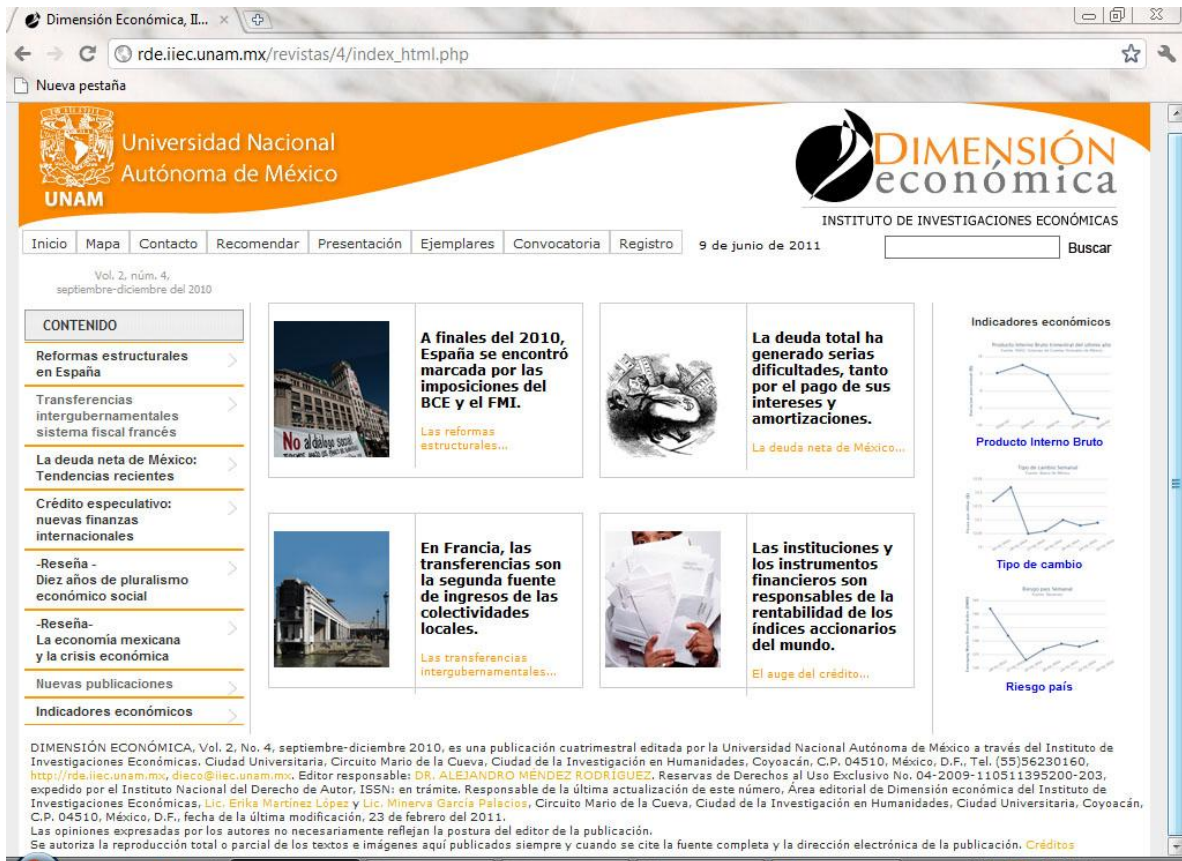 Dimensión Económica, II...
rde.iiec.unam.mx/revistas/4/index_html.php
Nueva pestaña
Universidad Nacional
Autónoma de México
UNAM
DIMENSIÓN
económica
INSTITUTO DE INVESTIGACIONES ECONÓMICAS
Inicio Mapa Contacto Recomendar Presentación Ejemplares Convocatoria Registro 9 de junio de 2011 Buscar
Vol. 2, núm. 4,
septiembre-diciembre del 2010
CONTENIDO
Reformas estructurales
en España
Transferencias
intergubernamentales
sistema fiscal francés
La deuda neta de México:
Tendencias recientes
Crédito especulativo:
nuevas finanzas
internacionales
-Reseña -
Diez años de pluralismo
económico social
-Reseña-
La economía mexicana
y la crisis económica
Nuevas publicaciones
Indicadores económicos
No al diálogo social
A finales del 2010,
España se encontró
marcada por las
imposiciones del
BCE y el FMI.
Las reformas
estructurales...
La deuda total ha
generado serias
dificultades, tanto
por el pago de sus
intereses y
amortizaciones.
La deuda neta de México...
En Francia, las
transferencias son
la segunda fuente
de ingresos de las
colectividades
locales.
Las transferencias
intergubernamentales...
Las instituciones y
los instrumentos
financieros son
responsables de la
rentabilidad de los
índices accionarios
del mundo.
El auge del crédito...
Indicadores económicos
Producto Interno Bruto trimestral del último año
Producto Interno Bruto
Tipo de cambio Semanal
Tipo de cambio
Riesgo país Semanal
Riesgo país
DIMENSIÓN ECONÓMICA, Vol. 2, No. 4, septiembre-diciembre 2010, es una publicación cuatrimestral editada por la Universidad Nacional Autónoma de México a través del Instituto de
Investigaciones Económicas. Ciudad Universitaria, Circuito Mario de la Cueva, Ciudad de la Investigación en Humanidades, Coyoacán, C.P. 04510, México, D.F., Tel. (55)56230160,
http://rde.iiec.unam.mx, dieco@iiec.unam.mx. Editor responsable: DR. ALEJANDRO MÉNDEZ RODRÍGUEZ. Reservas de Derechos al Uso Exclusivo No. 04-
2009-110511395200-203,
expedido por el Instituto Nacional del Derecho de Autor, ISSN: en trámite. Responsable de la última actualización de este número, Área editorial de Dimensión económica del Instituto de
Investigaciones Económicas, Lic. Erika Martínez López y Lic. Minerva García Palacios, Circuito Mario de la Cueva, Ciudad de la Investigación en Humanidades, Ciudad Universitaria, Coyoacán,
C.P. 04510, México, D.F., fecha de la última modificación, 23 de febrero del 2011.
Las opiniones expresadas por los autores no necesariamente reflejan la postura del editor de la publicación.
Se autoriza la reproducción total o parcial de los textos e imágenes aquí publicados siempre y cuando se cite la fuente completa y la dirección electrónica de la publicación. Créditos